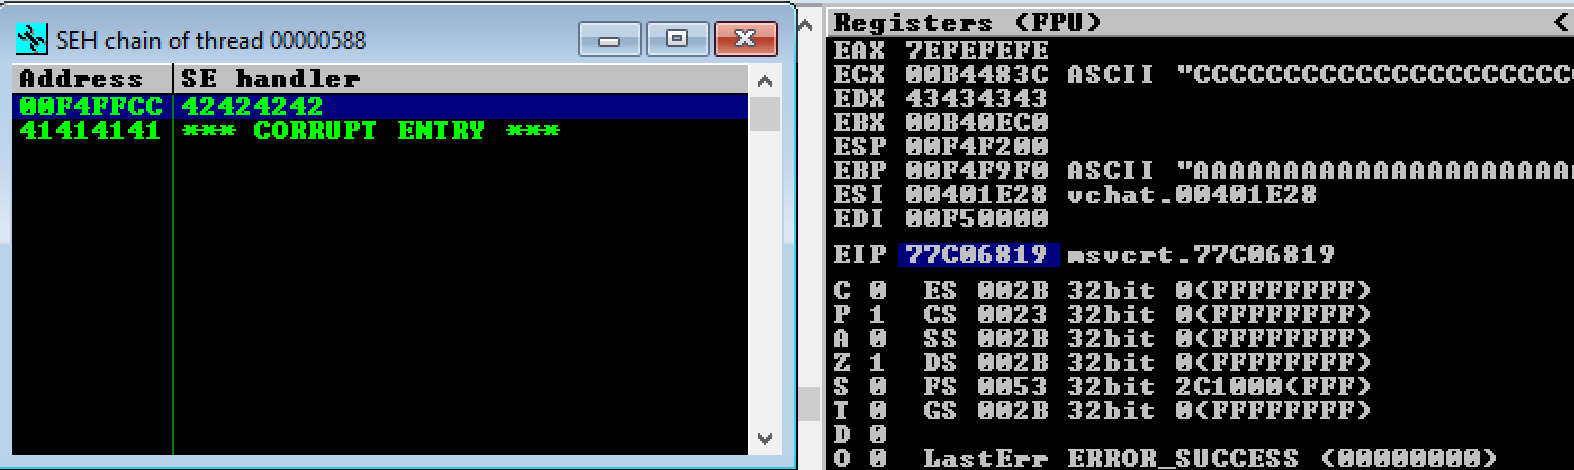 SEH chain of thread 00000588
Address SE handler
00F4FFCC 42424242
41414141 *** CORRUPT ENTRY ***
Registers (FPU) <
EAX 7EFEFEFE
ECX 00B4483C ASCII "CCCCCCCCCCCCCCCCCCCCCC
EDX 43434343
EBX 00B40EC0
ESP 00F4F200
EBP 00F4F9F0 ASCII "AAAAAAAAAAAAAAAAAAAAAA
ESI 00401E28 vchat.00401E28
EDI 00F50000
EIP 77C06819 msvcrt.77C06819
C 0 ES 002B 32bit 0(FFFFFFFF)
P 1 CS 0023 32bit 0(FFFFFFFF)
A 0 SS 002B 32bit 0(FFFFFFFF)
Z 1 DS 002B 32bit 0(FFFFFFFF)
S 0 FS 0053 32bit 2C1000(FFF)
T 0 GS 002B 32bit 0(FFFFFFFF)
D 0
O 0 LastErr ERROR_SUCCESS (00000000)